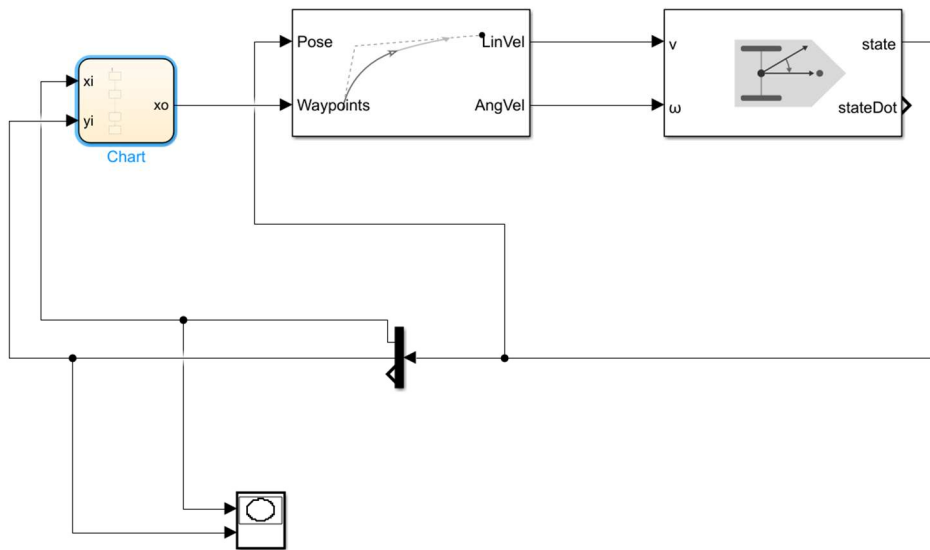 Pose
LinVel
v
state
xi
xo
Waypoints
AngVel
ω
stateDot
yi
Chart